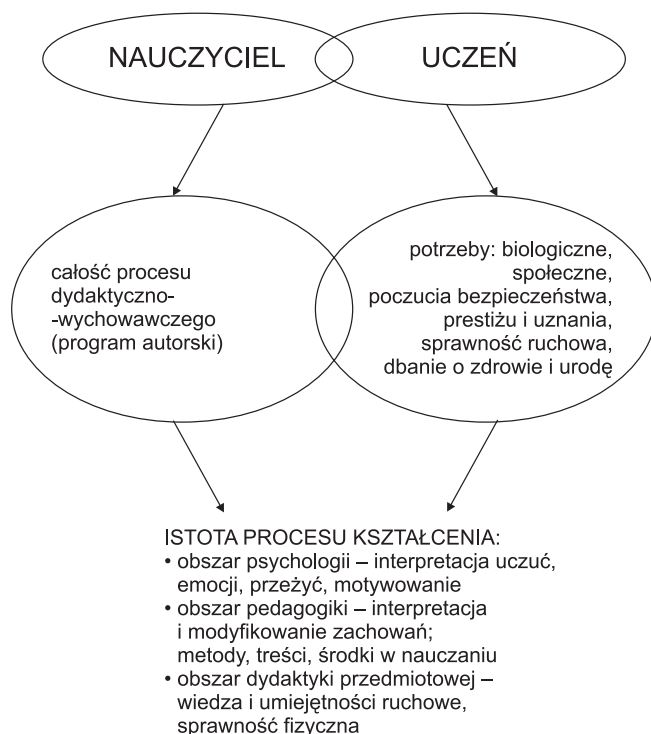 NAUCZYCIEL
UCZEŃ
całość procesu
dydaktyczno-
-wychowawczego
(program autorski)
potrzeby: biologiczne,
społeczne,
poczucia bezpieczeństwa,
prestiżu i uznania,
sprawność ruchowa,
dbanie o zdrowie i urodę
ISTOTA PROCESU KSZTAŁCENIA:
• obszar psychologii – interpretacja uczuć,
emocji, przeżyć, motywowanie
• obszar pedagogiki – interpretacja
i modyfikowanie zachowań;
metody, treści, środki w nauczaniu
• obszar dydaktyki przedmiotowej –
wiedza i umiejętności ruchowe,
sprawność fizyczna